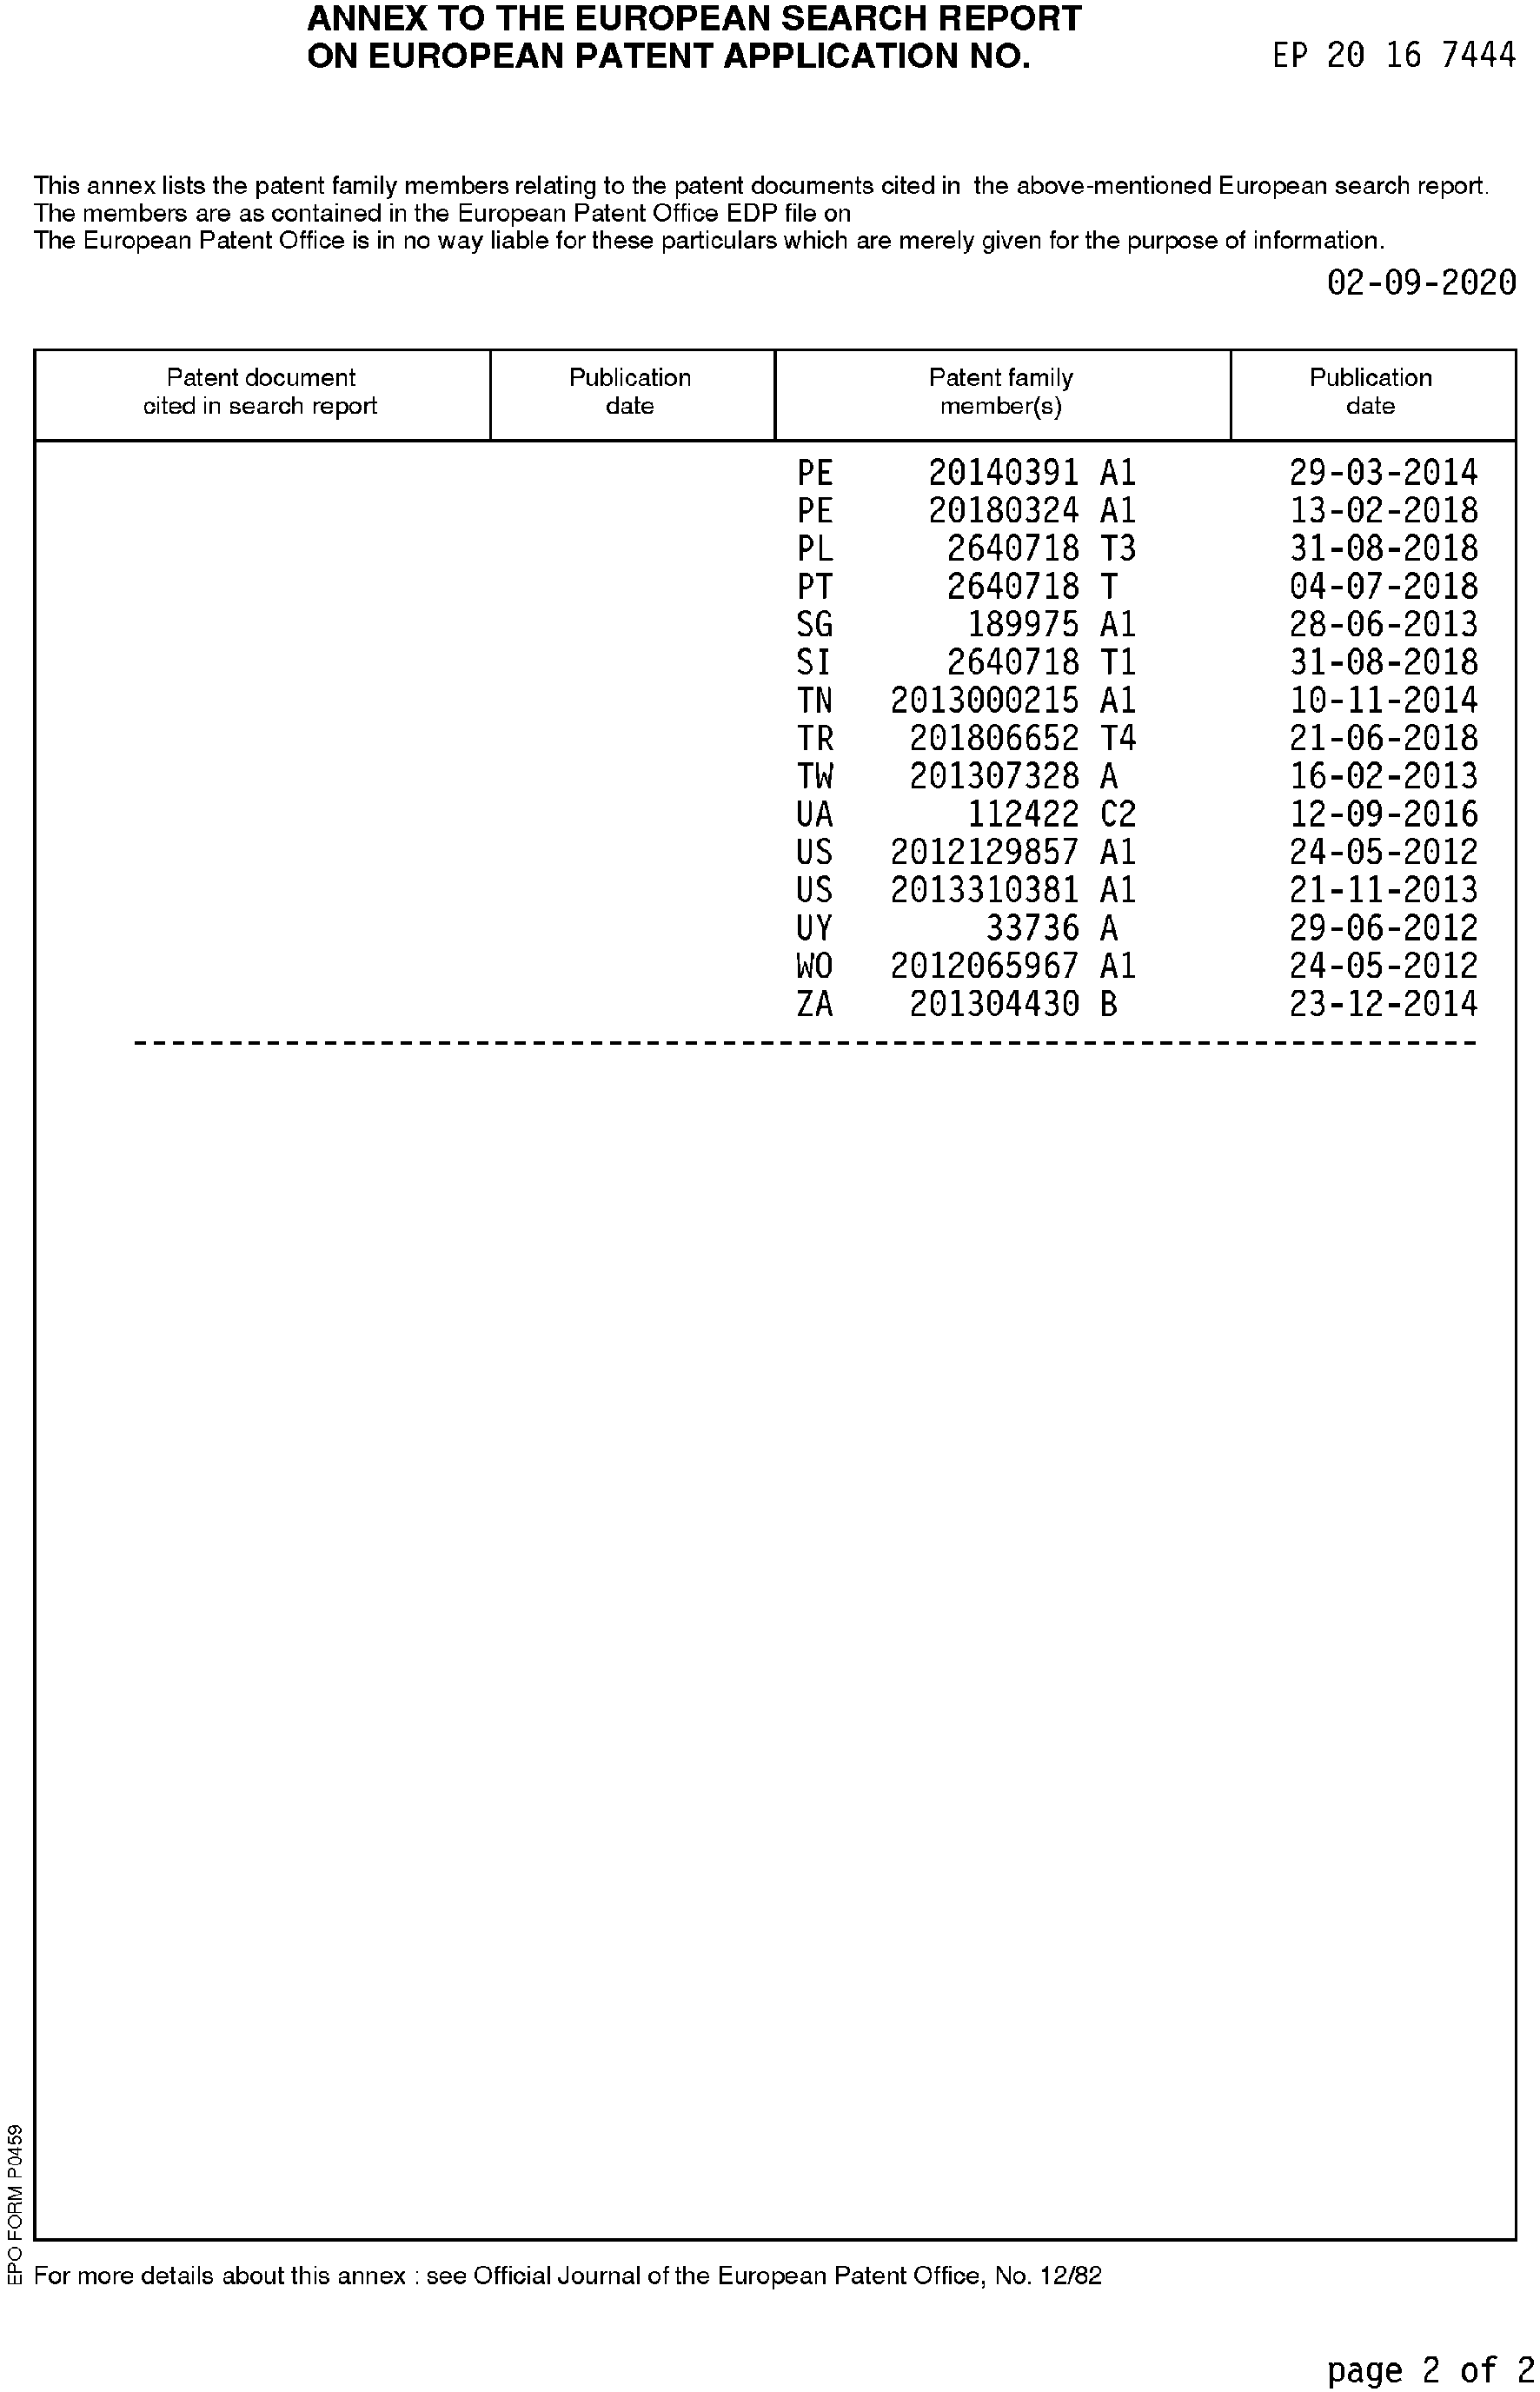 ANNEX TO THE EUROPEAN SEARCH REPORT
ON EUROPEAN PATENT APPLICATION NO. EP 20 16 7444
This annex lists the patent family members relating to the patent documents cited in the above-mentioned European search report.
The members are as contained in the European Patent Office EDP file on
The European Patent Office is in no way liable for these particulars which are merely given for the purpose of information.
02-09-2020
Patent document Publication Patent family Publication
cited in search report date member(s) date
PE 20140391 A1 29-03-2014
PE 20180324 A1 13-02-2018
PL 2640718 T3 31-08-2018
PT 2640718 T 04-07-2018
SG 189975 A1 28-06-2013
SI 2640718 T1 31-08-2018
TN 2013000215 A1 10-11-2014
TR 201806652 T4 21-06-2018
TW 201307328 A 16-02-2013
UA 112422 C2 12-09-2016
US 2012129857 A1 24-05-2012
US 2013310381 A1 21-11-2013
UY 33736 A 29-06-2012
WO 2012065967 A1 24-05-2012
ZA 201304430 B 23-12-2014
EPO FORM P0459
For more details about this annex : see Official Journal of the European Patent Office, No. 12/82
page 2 of 2